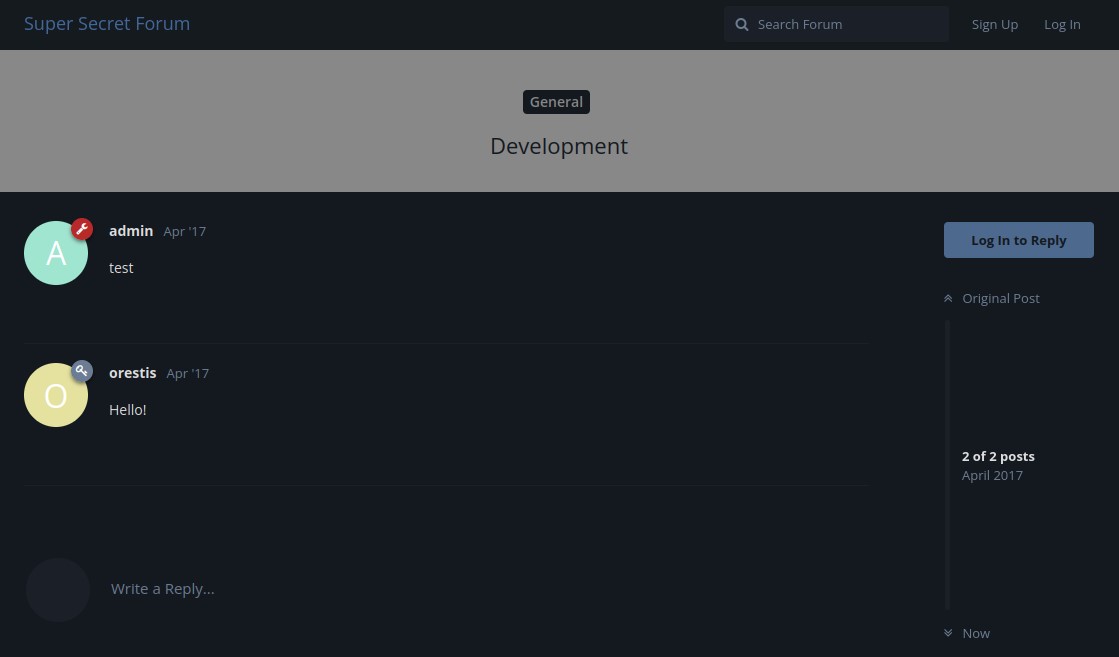 Super Secret Forum
Search Forum
Sign Up
Log In
General
Development
A
admin Apr '17
test
Log In to Reply
Original Post
O
orestis Apr '17
Hello!
2 of 2 posts
April 2017
Write a Reply...
Now